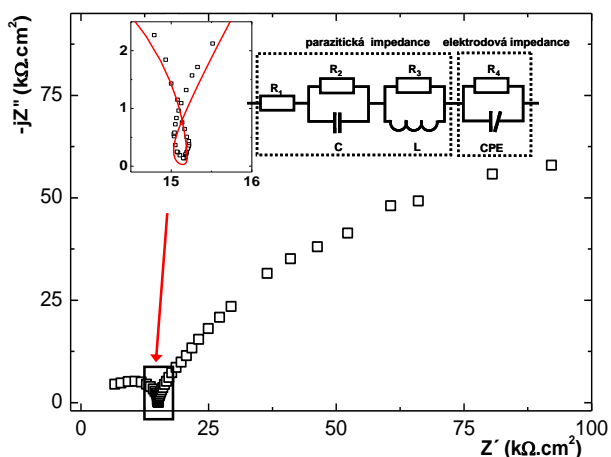 -jZ'' (kΩ.cm²)
75
50
25
0
0
25
50
75
100
Z´ (kΩ.cm²)
2
1
0
15
16
parazitická impedance
elektrodová impedance
R1
R2
R3
R4
C
L
CPE